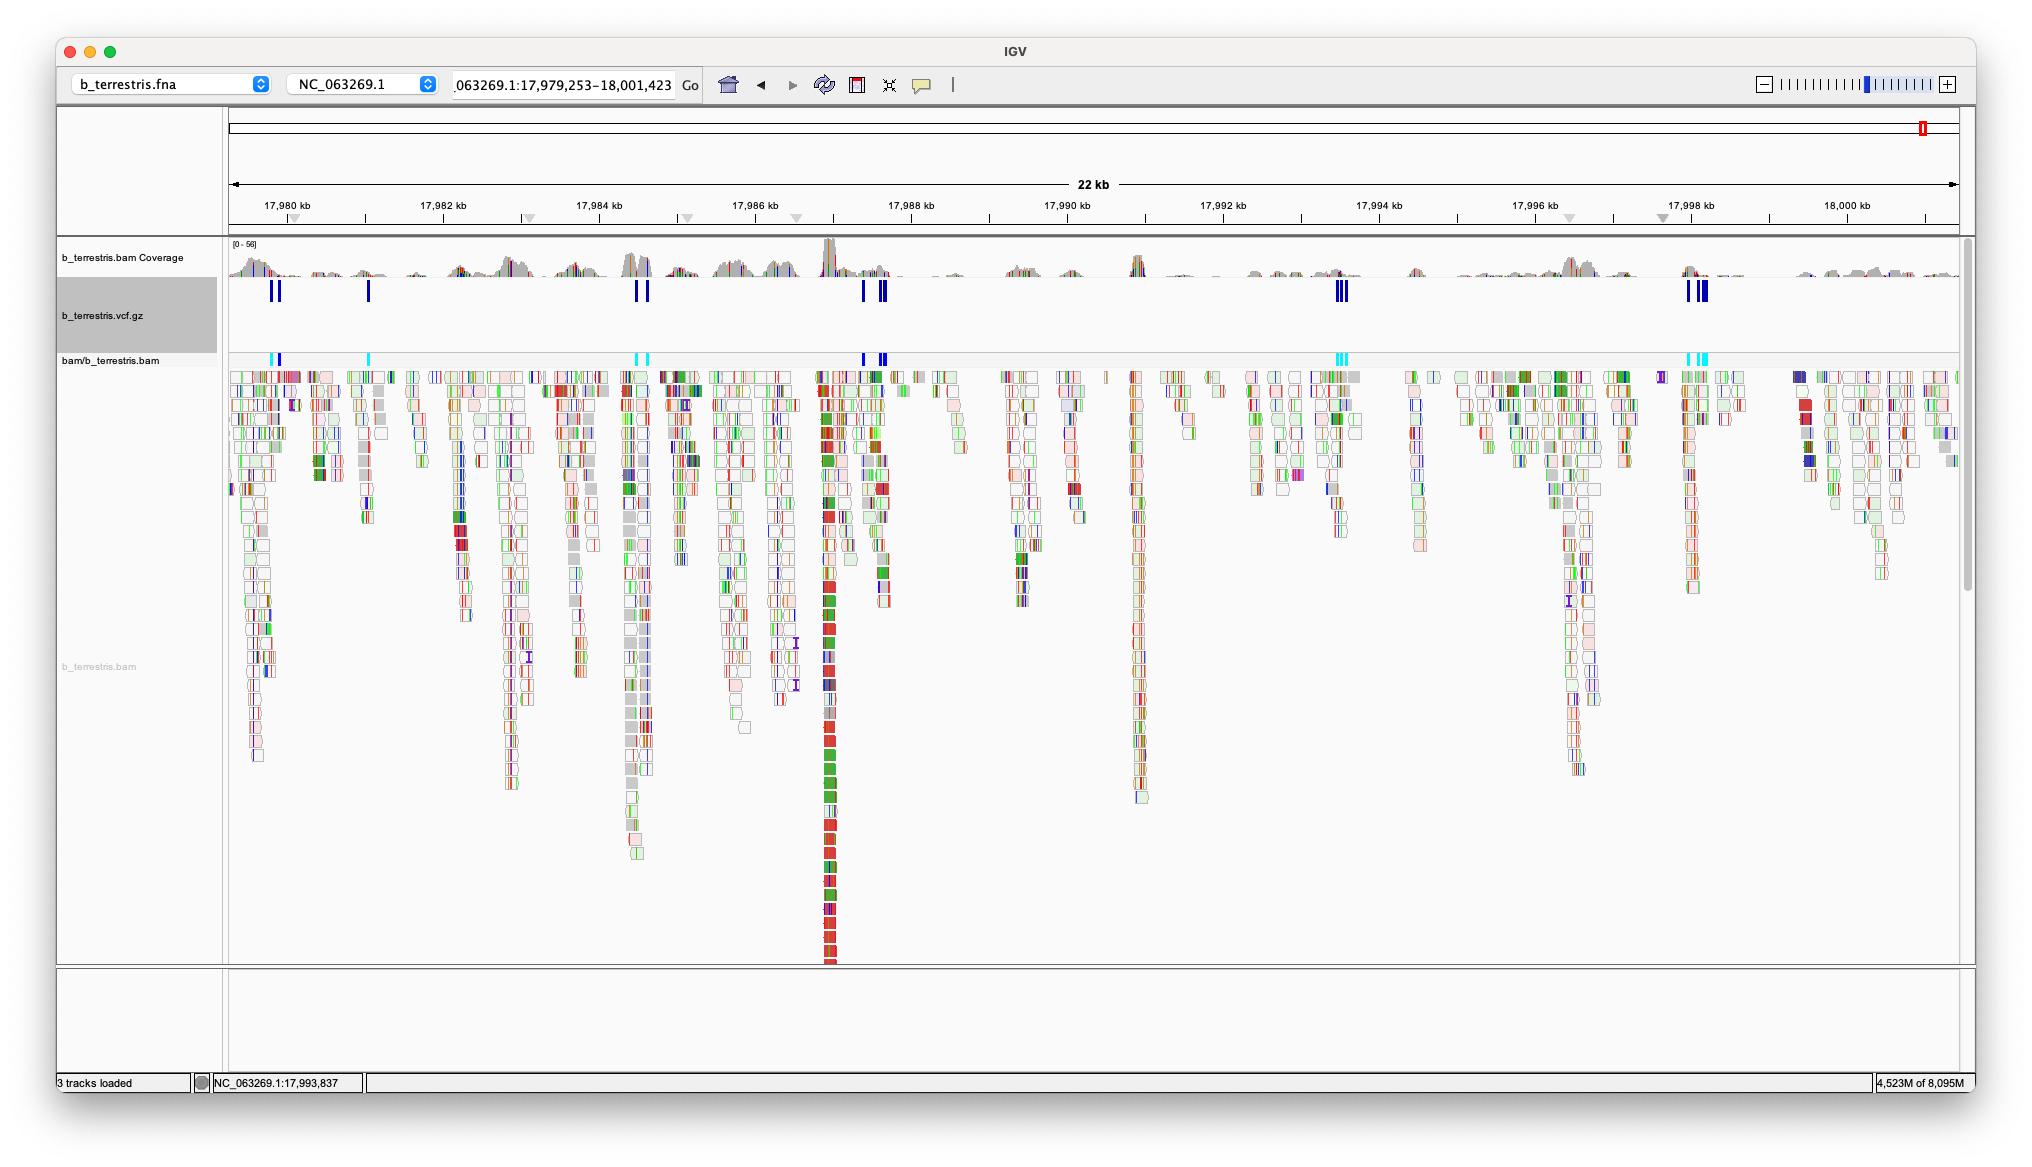 IGV
b_terrestris.fna NC_063269.1 .063269.1:17,979,253-18,001,423 Go
22 kb
17,980 kb 17,982 kb 17,984 kb 17,986 kb 17,988 kb 17,990 kb 17,992 kb 17,994 kb 17,996 kb 17,998 kb 18,000 kb
[0 - 56]
b_terrestris.bam Coverage
b_terrestris.vcf.gz
bam/b_terrestris.bam
b_terrestris.bam
3 tracks loaded NC_063269.1:17,993,837 4,523M of 8,095M